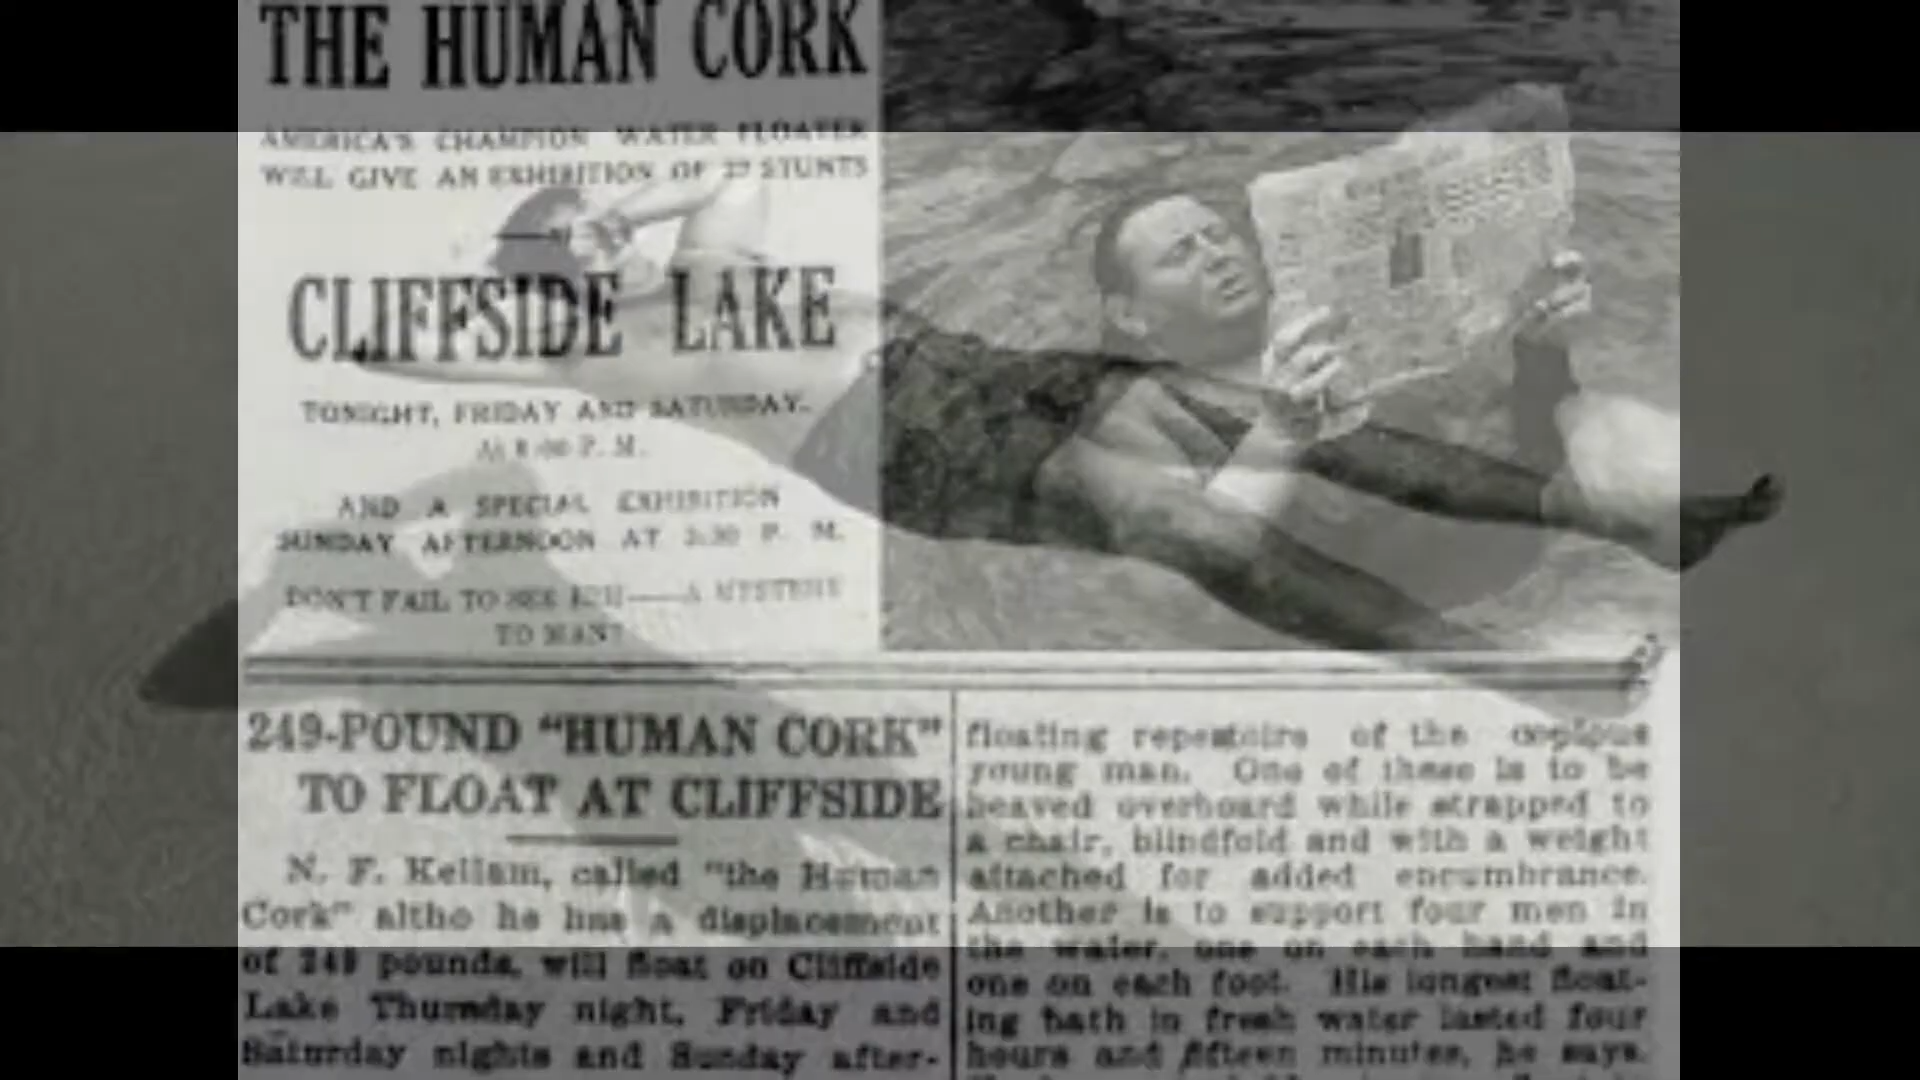 THE HUMAN CORK
AMERICA'S CHAMPION WATER FLOATER
WILL GIVE AN EXHIBITION OF 27 STUNTS
CLIFFSIDE LAKE
TONIGHT, FRIDAY AND SATURDAY,
At 8:00 P. M.
AND A SPECIAL EXHIBITION
SUNDAY AFTERNOON AT 3:30 P. M.
DON'T FAIL TO SEE HIM—A MYSTERY
TO MANY
249-POUND "HUMAN CORK"
TO FLOAT AT CLIFFSIDE
N. F. Kellam, called "the Human
Cork" altho he has a displacement
of 249 pounds, will float on Cliffside
Lake Thursday night, Friday and
Saturday nights and Sunday after-
floating repertoire of the copious
young man. One of these is to be
heaved overboard while strapped to
a chair, blindfold and with a weight
attached for added encumbrance.
Another is to support four men in
the water, one on each hand and
one on each foot. His longest float-
ing bath in fresh water lasted four
hours and fifteen minutes, he says.